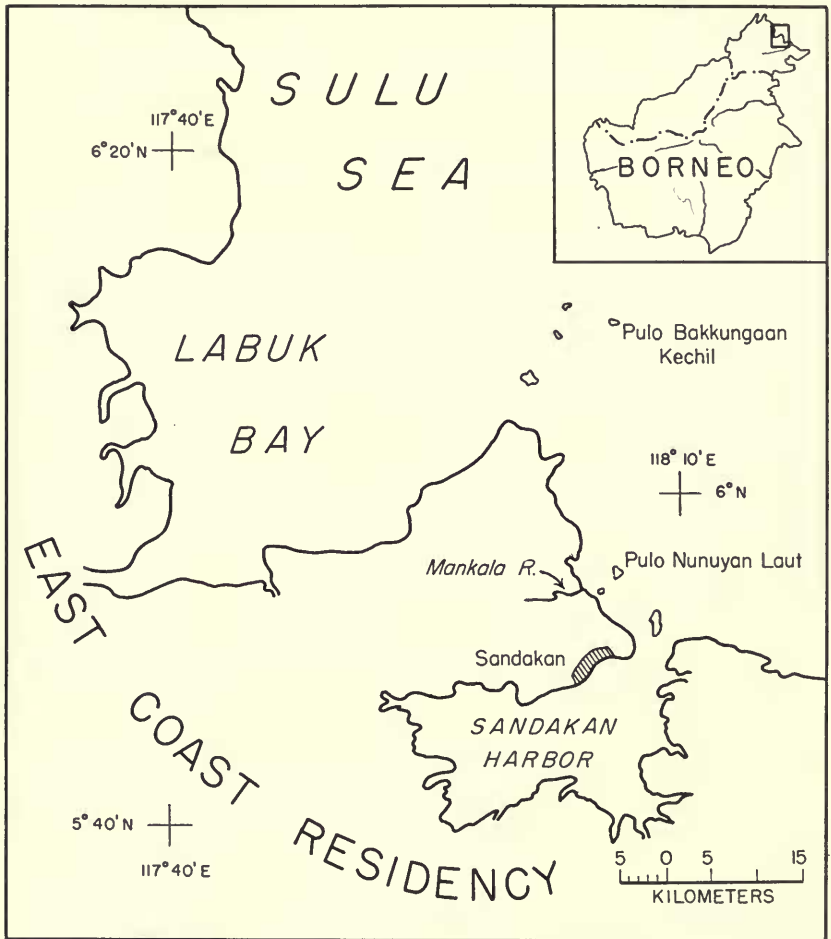 SULU
SEA
117°40'E
6°20'N
BORNEO
LABUK
BAY
Pulo Bakkungaan
Kechil
118° 10'E
6°N
Mankala R.
Pulo Nunuyan Laut
EAST
COAST
RESIDENCY
Sandakan
SANDAKAN
HARBOR
5°40'N
117°40'E
5 0 5 15
KILOMETERS